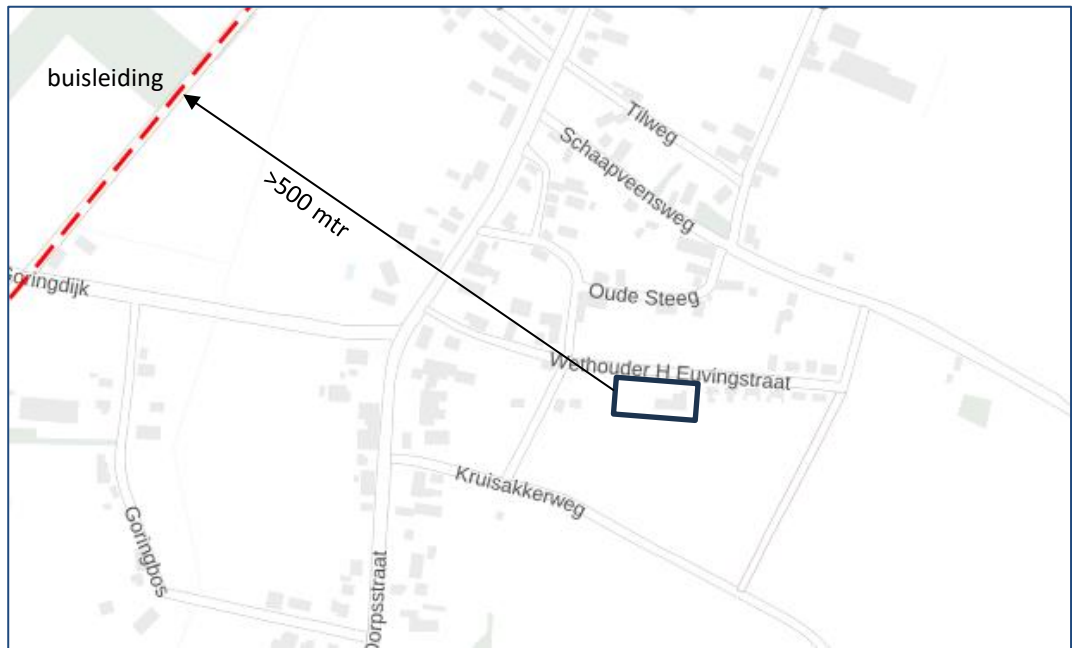 buisleiding
>500 mtr
Tilweg
Schaapveensweg
Oude Steeg
Goringdijk
Wethouder H Euvingstraat
Kruisakkerweg
Goringbos
Dorpsstraat